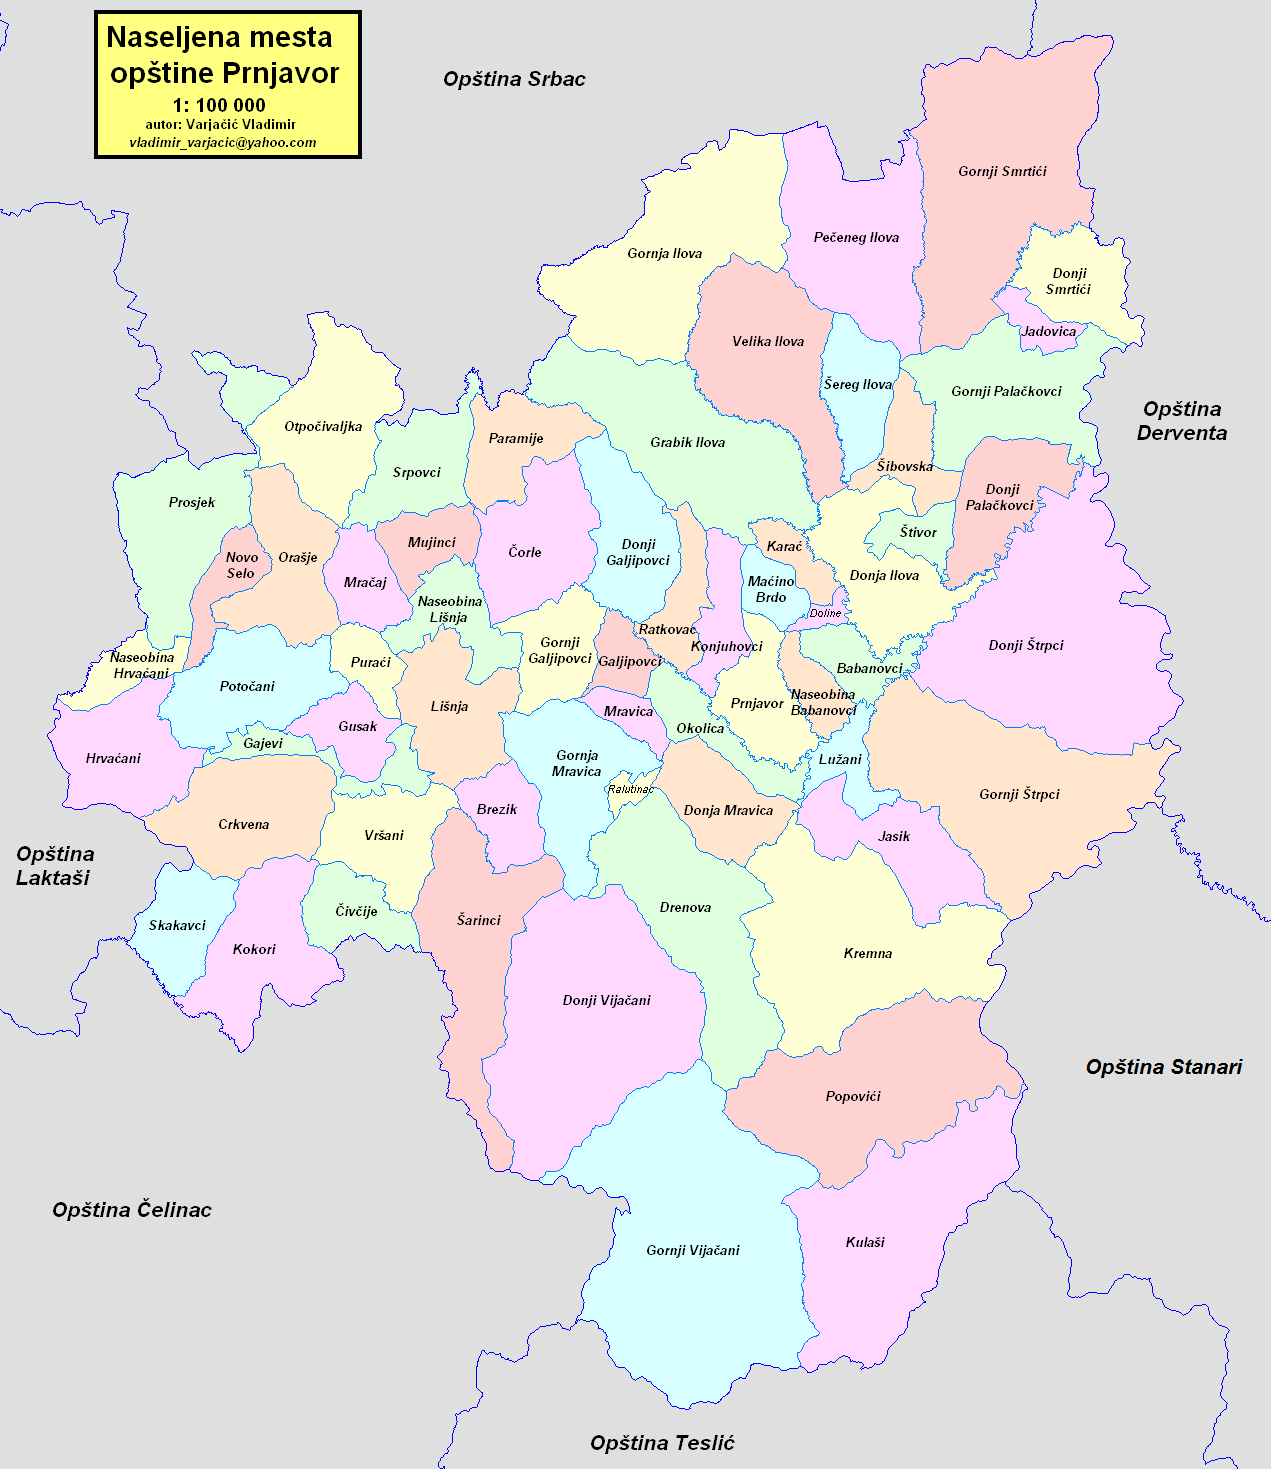 Naseljena mesta
opštine Prnjavor
1: 100 000
autor: Varjačić Vladimir
vladimir_varjacic@yahoo.com
Opština Srbac
Gornji Smrtići
Pečeneg Ilova
Gornja Ilova
Donji
Smrtići
Jadovica
Velika Ilova
Šereg Ilova
Gornji Palačkovci
Opština
Derventa
Otpočivaljka
Paramije
Grabik Ilova
Srpovci
Šibovska
Prosjek
Donji
Palačkovci
Štivor
Mujinci
Čorle
Donji
Galjipovci
Karać
Novo
Selo
Orašje
Mračaj
Maćino
Brdo
Donja Ilova
Naseobina
Lišnja
Doline
Ratkovac
Konjuhovci
Gornji
Galjipovci
Galjipovci
Donji Štrpci
Naseobina
Hrvaćani
Puraći
Babanovci
Potočani
Lišnja
Mravica
Prnjavor
Naseobina
Babanovci
Gusak
Okolica
Gajevi
Hrvaćani
Gornja
Mravica
Lužani
Ralutinac
Gornji Štrpci
Brezik
Donja Mravica
Crkvena
Vršani
Jasik
Opština
Laktaši
Drenova
Čivčije
Skakavci
Šarinci
Kokori
Kremna
Donji Vijačani
Opština Stanari
Popovići
Opština Čelinac
Gornji Vijačani
Kulaši
Opština Teslić